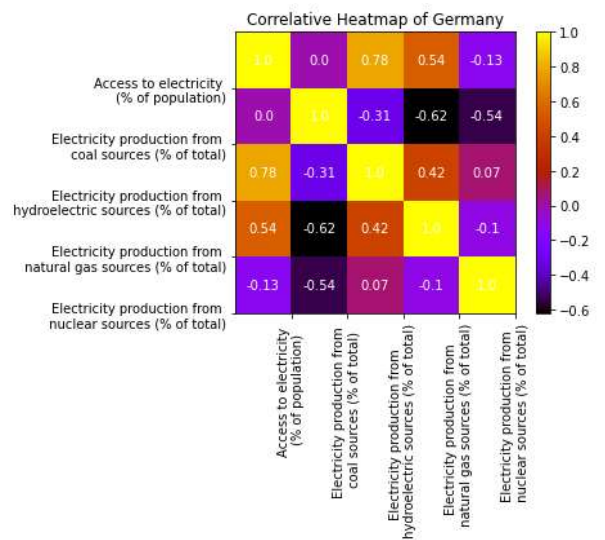 Correlative Heatmap of Germany
1.0 0.0 0.78 0.54 -0.13
Access to electricity
(% of population)
0.0 1.0 -0.31 -0.62 -0.54
Electricity production from
coal sources (% of total)
0.78 -0.31 1.0 0.42 0.07
Electricity production from
hydroelectric sources (% of total)
0.54 -0.62 0.42 1.0 -0.1
Electricity production from
natural gas sources (% of total)
-0.13 -0.54 0.07 -0.1 1.0
Electricity production from
nuclear sources (% of total)
Access to electricity
(% of population)
Electricity production from
coal sources (% of total)
Electricity production from
hydroelectric sources (% of total)
Electricity production from
natural gas sources (% of total)
Electricity production from
nuclear sources (% of total)
1.0
0.8
0.6
0.4
0.2
0.0
−0.2
−0.4
−0.6